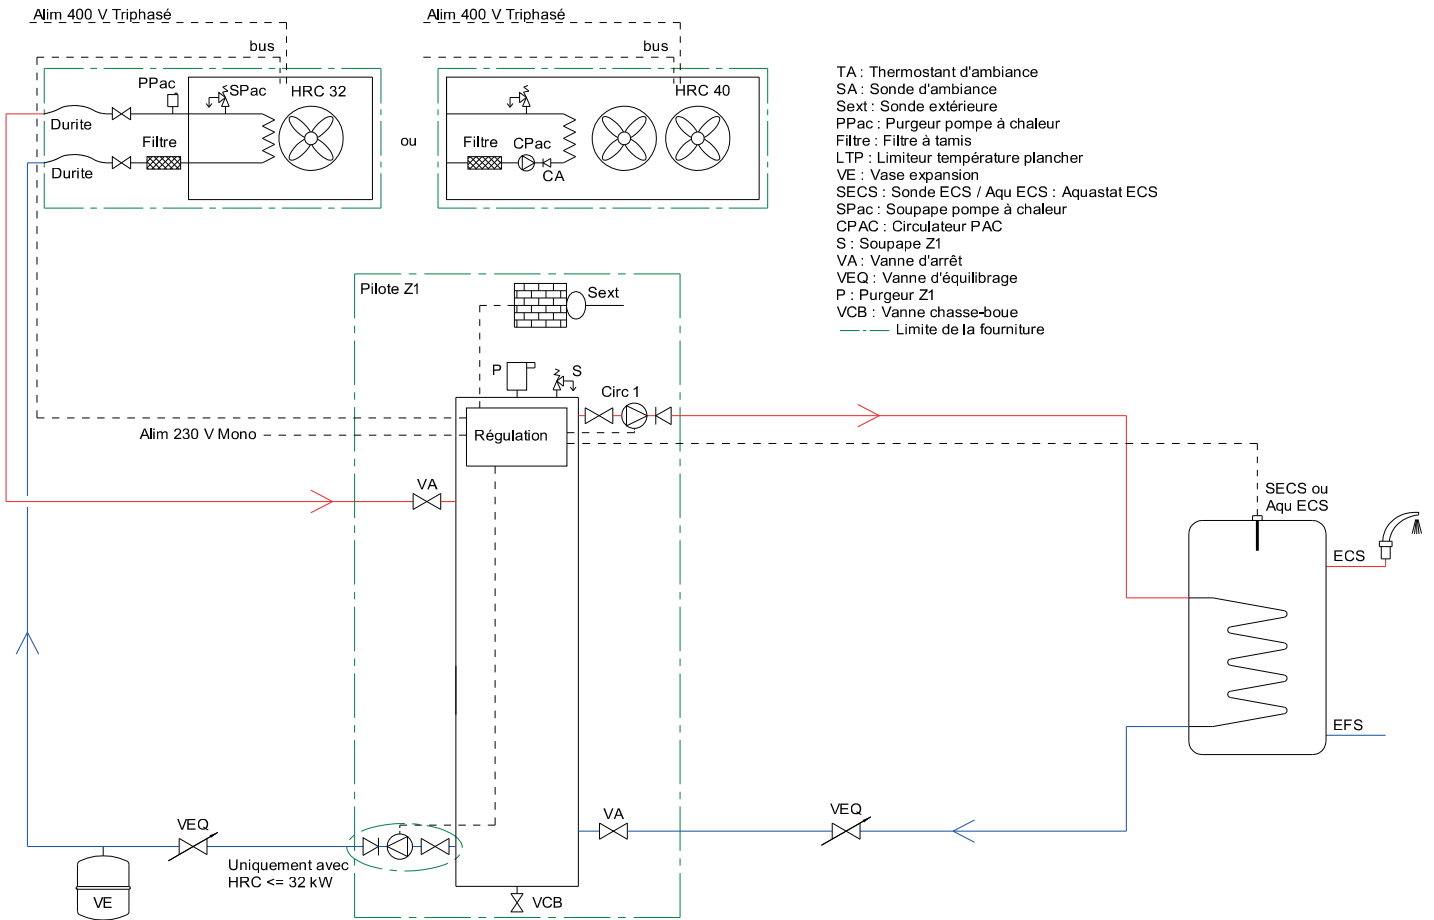 Alim 400 V Triphasé
bus
PPac
SPac
HRC 32
Durite
Filtre
Durite
ou
Alim 400 V Triphasé
bus
HRC 40
Filtre
CPac
CA
TA : Thermostant d'ambiance
SA : Sonde d'ambiance
Sext : Sonde extérieure
PPac : Purgeur pompe à chaleur
Filtre : Filtre à tamis
LTP : Limiteur température plancher
VE : Vase expansion
SECS : Sonde ECS / Aqu ECS : Aquastat ECS
SPac : Soupape pompe à chaleur
CPAC : Circulateur PAC
S : Soupape Z1
VA : Vanne d'arrêt
VEQ : Vanne d'équilibrage
P : Purgeur Z1
VCB : Vanne chasse-boue
Limite de la fourniture
Pilote Z1
Sext
P
S
Circ 1
Alim 230 V Mono
Régulation
VA
SECS ou
Aqu ECS
ECS
EFS
VEQ
VA
VEQ
Uniquement avec
HRC <= 32 kW
VE
VCB